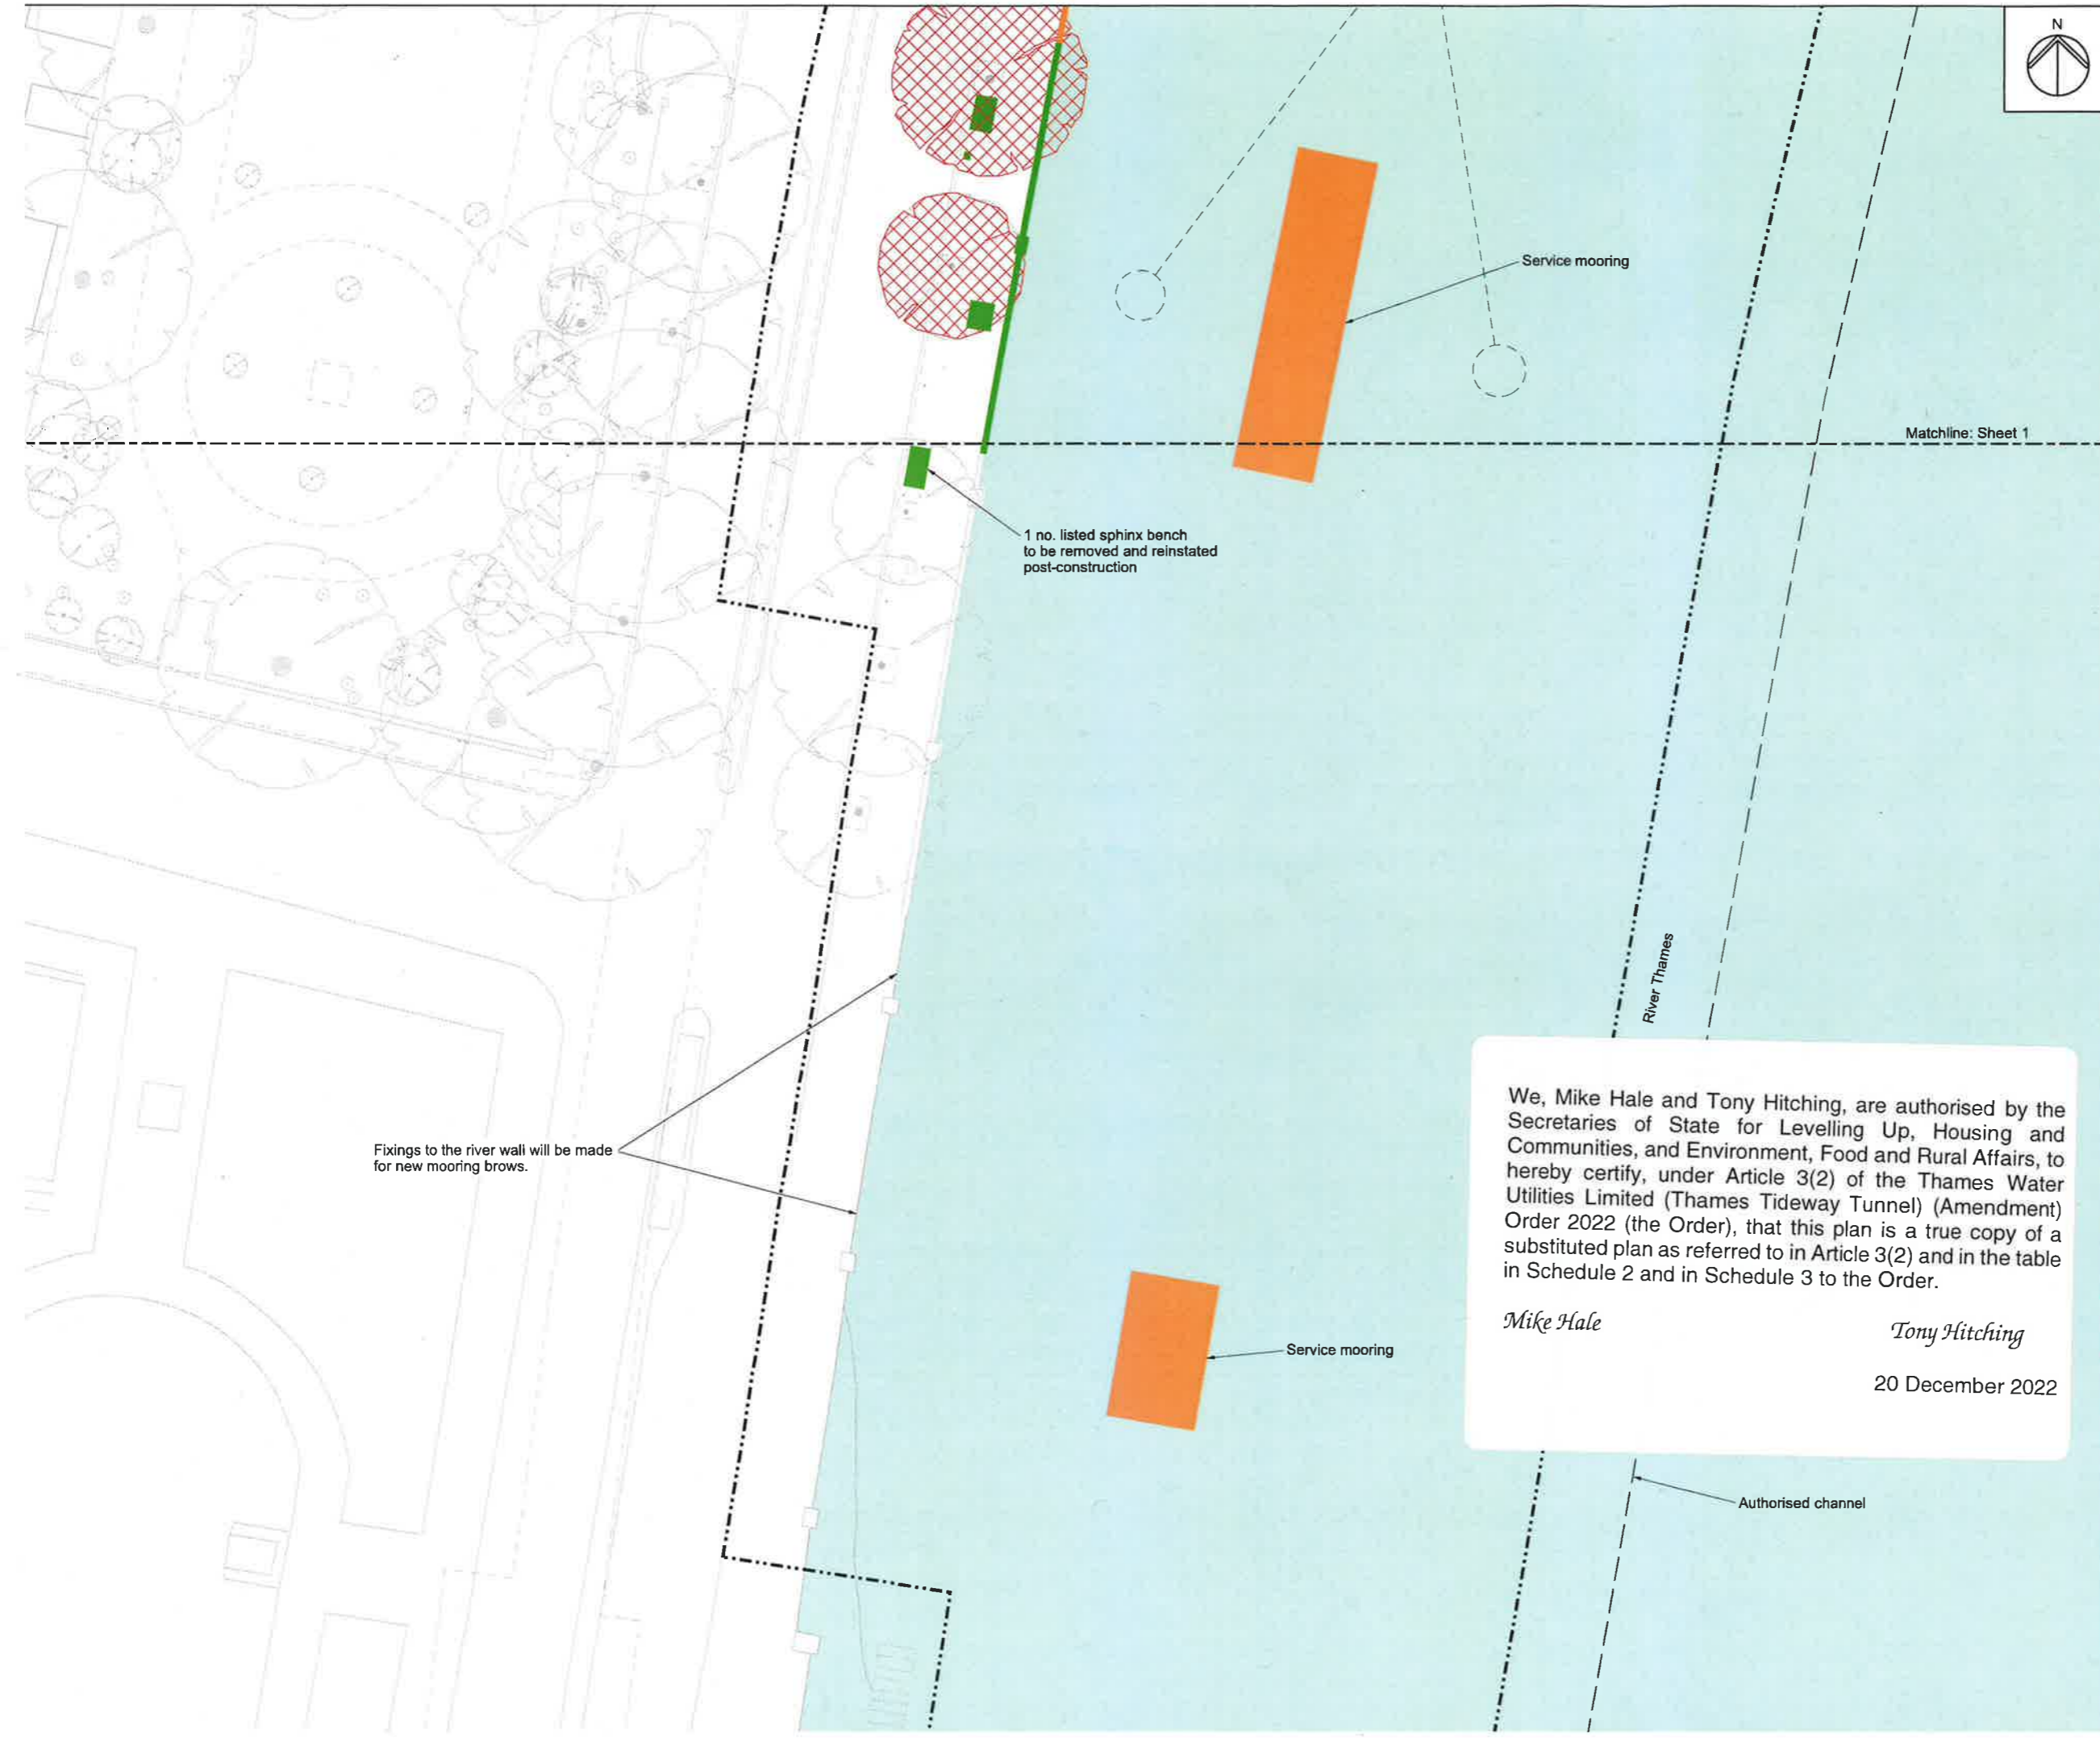 N
Service mooring
Matchline: Sheet 1
1 no. listed sphinx bench
to be removed and reinstated
post-construction
River Thames
Fixings to the river wall will be made
for new mooring brows.
We, Mike Hale and Tony Hitching, are authorised by the
Secretaries of State for Levelling Up, Housing and
Communities, and Environment, Food and Rural Affairs, to
hereby certify, under Article 3(2) of the Thames Water
Utilities Limited (Thames Tideway Tunnel) (Amendment)
Order 2022 (the Order), that this plan is a true copy of a
substituted plan as referred to in Article 3(2) and in the table
in Schedule 2 and in Schedule 3 to the Order.
Mike Hale
Tony Hitching
20 December 2022
Service mooring
Authorised channel